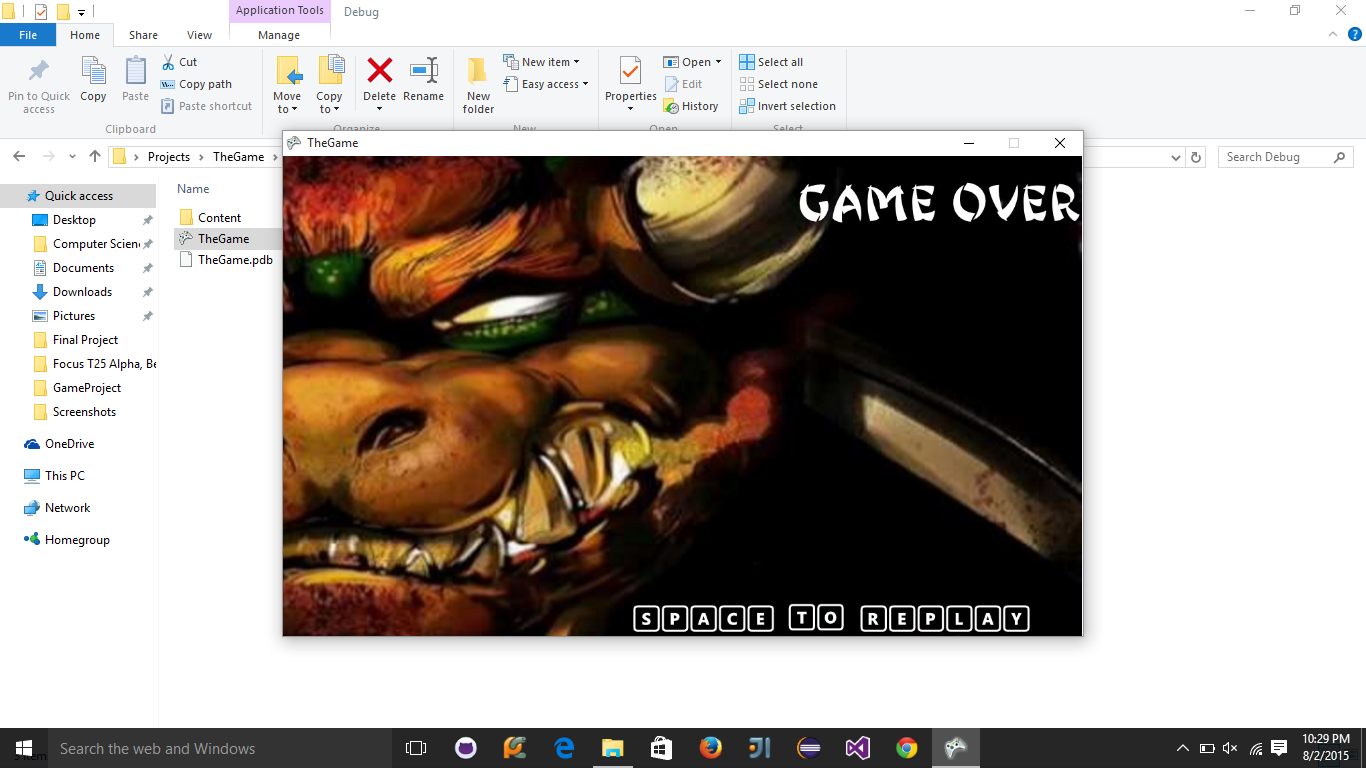 Application Tools
Debug
File
Home
Share
View
Manage
Pin to Quick
access
Copy
Paste
Cut
Copy path
Paste shortcut
Clipboard
Move
to
Copy
to
Delete
Rename
Organize
New
folder
New item
Easy access
New
Properties
Open
Edit
History
Open
Select all
Select none
Invert selection
Select
Projects
TheGame
Search Debug
Quick access
Desktop
Computer Scien
Documents
Downloads
Pictures
Final Project
Focus T25 Alpha, Be
GameProject
Screenshots
OneDrive
This PC
Network
Homegroup
Name
Content
TheGame
TheGame.pdb
TheGame
GAME OVER
SPACE TO REPLAY
Search the web and Windows
10:29 PM
8/2/2015